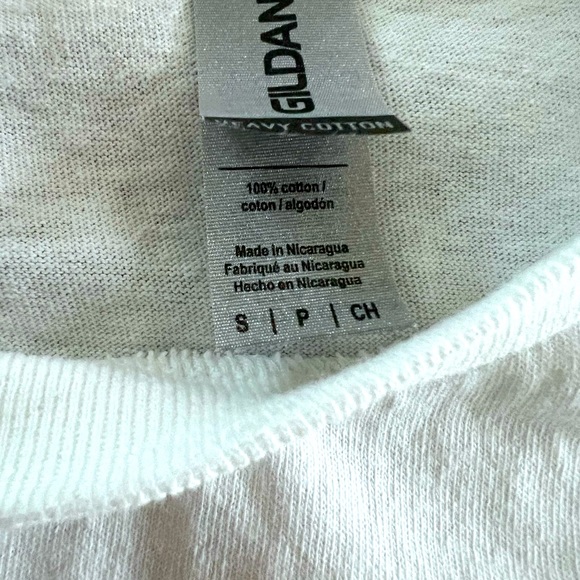 GILDAN
HEAVY COTTON
100% cotton /
coton / algodón
Made in Nicaragua
Fabriqué au Nicaragua
Hecho en Nicaragua
S | P | CH